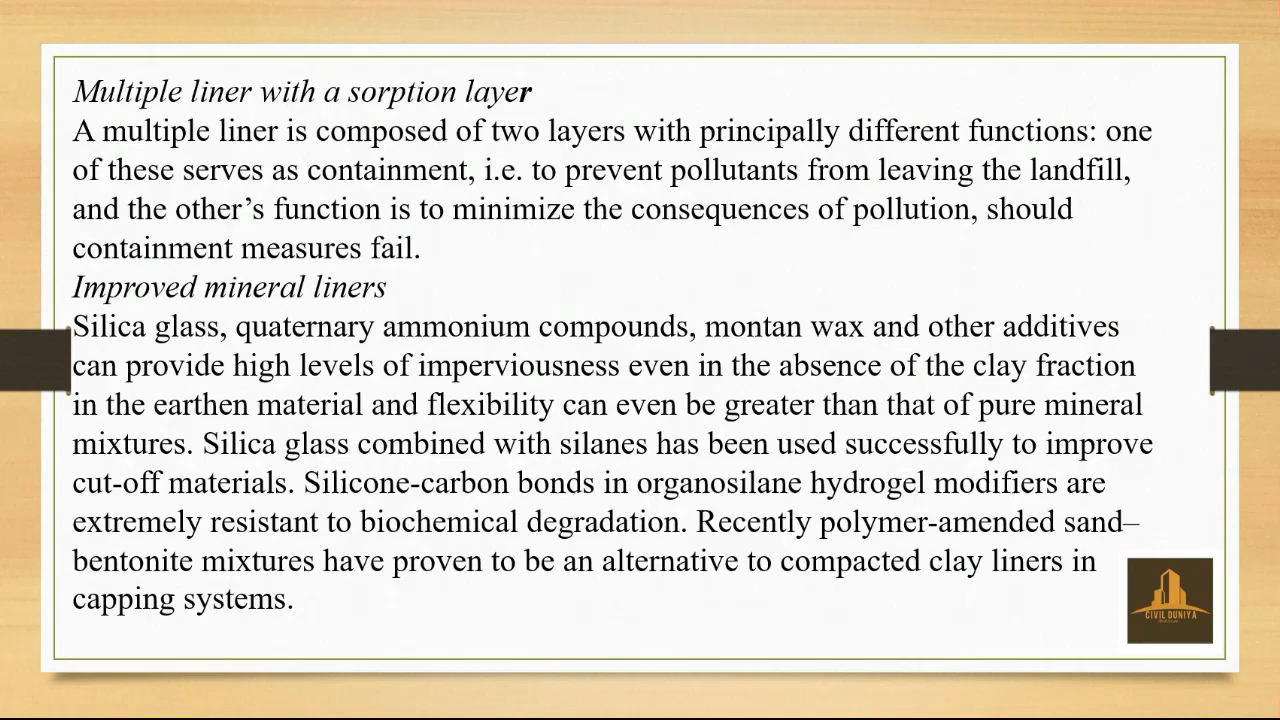 Multiple liner with a sorption layer
A multiple liner is composed of two layers with principally different functions: one
of these serves as containment, i.e. to prevent pollutants from leaving the landfill,
and the other’s function is to minimize the consequences of pollution, should
containment measures fail.
Improved mineral liners
Silica glass, quaternary ammonium compounds, montan wax and other additives
can provide high levels of imperviousness even in the absence of the clay fraction
in the earthen material and flexibility can even be greater than that of pure mineral
mixtures. Silica glass combined with silanes has been used successfully to improve
cut-off materials. Silicone-carbon bonds in organosilane hydrogel modifiers are
extremely resistant to biochemical degradation. Recently polymer-amended sand–
bentonite mixtures have proven to be an alternative to compacted clay liners in
capping systems.
CIVIL DUNIYA